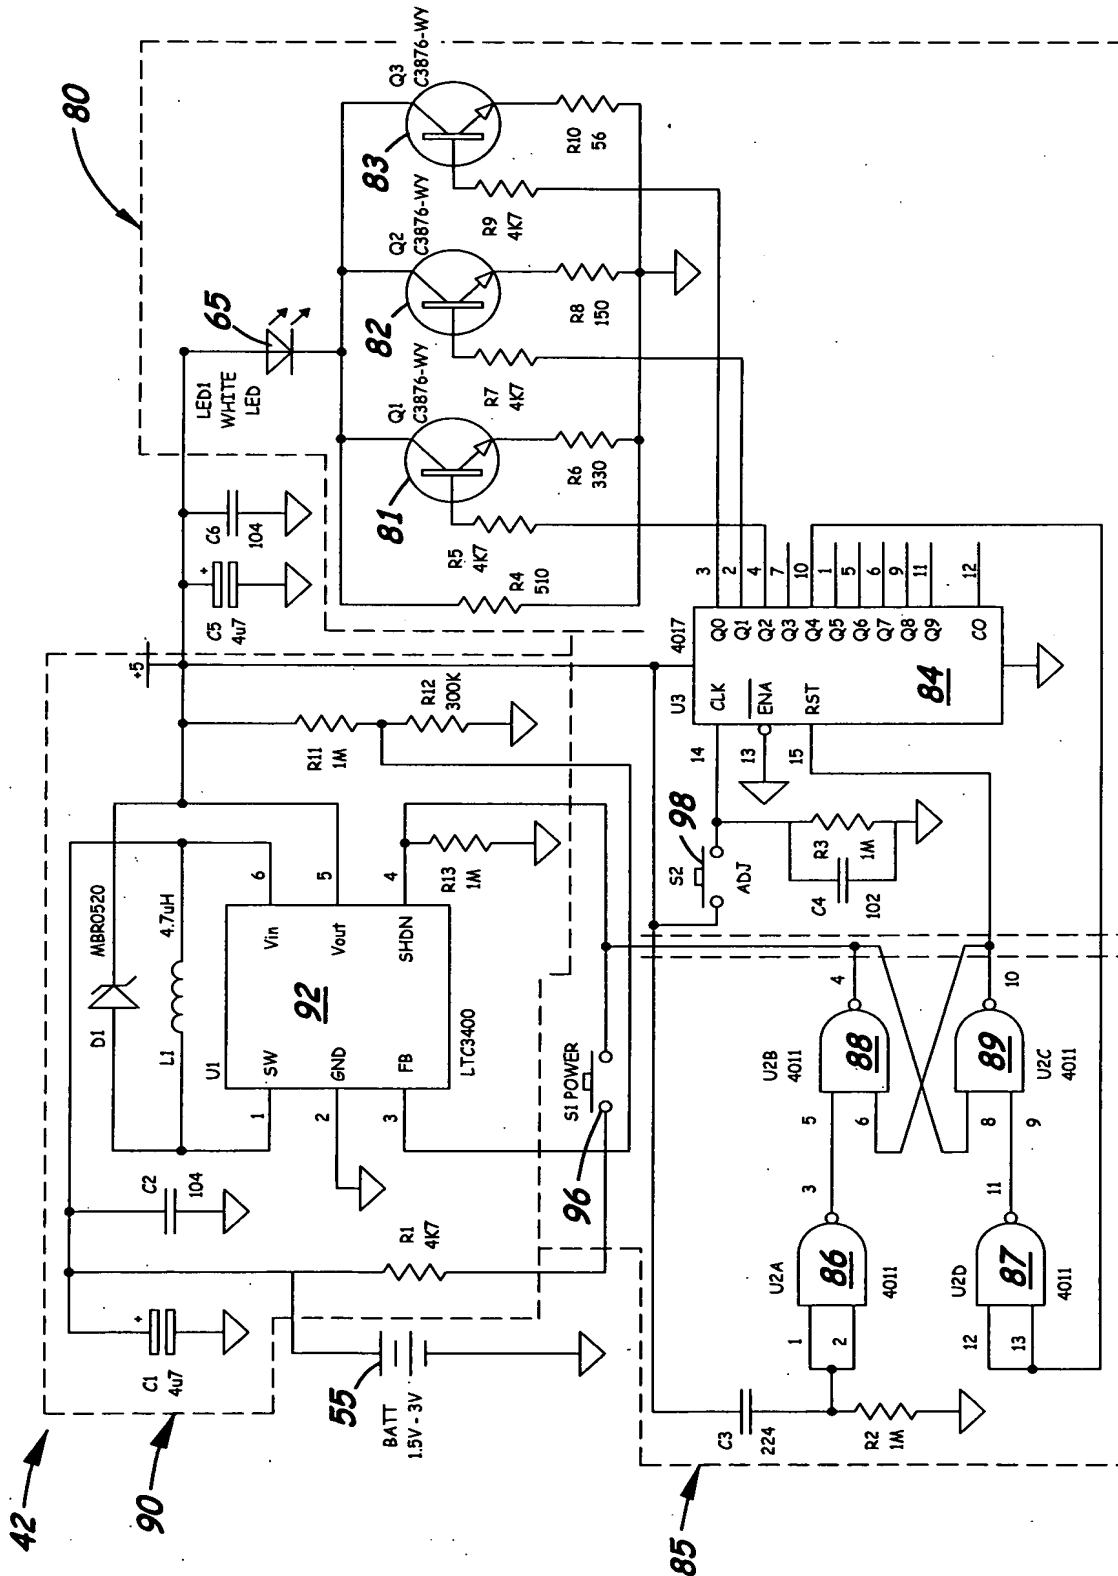 42
90
80
85
C1
4u7
+
C2
104
D1
MBR0520
L1
4.7uH
U1
SW
GND
FB
Vin
Vout
SHDN
92
LTC3400
1
2
3
6
5
4
R11
1M
R12
300K
R13
1M
+5
C5
4u7
+
C6
104
LED1
WHITE
LED
65
55
BATT
1.5V - 3V
R1
4K7
96
S1 POWER
Q1
C3876-WY
81
Q2
C3876-WY
82
Q3
C3876-WY
83
R4
510
R5
4K7
R6
330
R7
4K7
R8
150
R9
4K7
R10
56
C3
224
R2
1M
U2A
86
4011
1
2
3
U2B
88
4011
5
6
4
U2D
87
4011
12
13
11
U2C
89
4011
8
9
10
S2
98
ADJ
C4
102
R3
1M
U3
4017
CLK
ENA
RST
84
14
13
15
Q0
Q1
Q2
Q3
Q4
Q5
Q6
Q7
Q8
Q9
CO
3
2
4
7
10
1
5
6
9
11
12